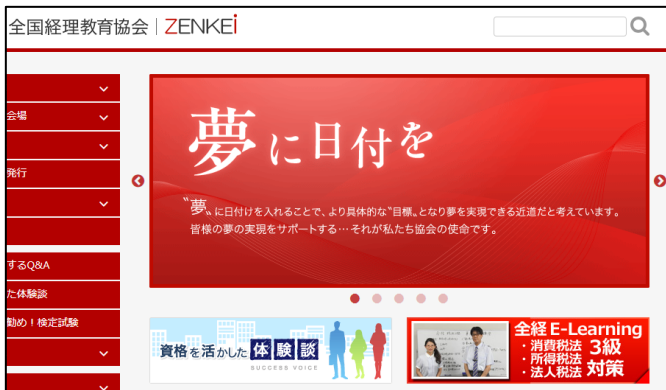 全国経理教育協会 | ZENKEI
会場
発行
するQ&A
た体験談
勧め！検定試験
夢に日付を
〝夢〟に日付けを入れることで、より具体的な〝目標〟となり夢を実現できる近道だと考えています。
皆様の夢の実現をサポートする…それが私たち協会の使命です。
資格を活かした体験談
SUCCESS VOICE
全経 E-Learning
・消費税法
・所得税法
・法人税法
3級
対策